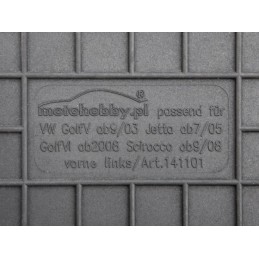 motohobby.pl® passend für
VW GolfV ab9/03 Jetta ab7/05
GolfVI ab2008 Scirocco ab9/08
vorne links/Art.141101